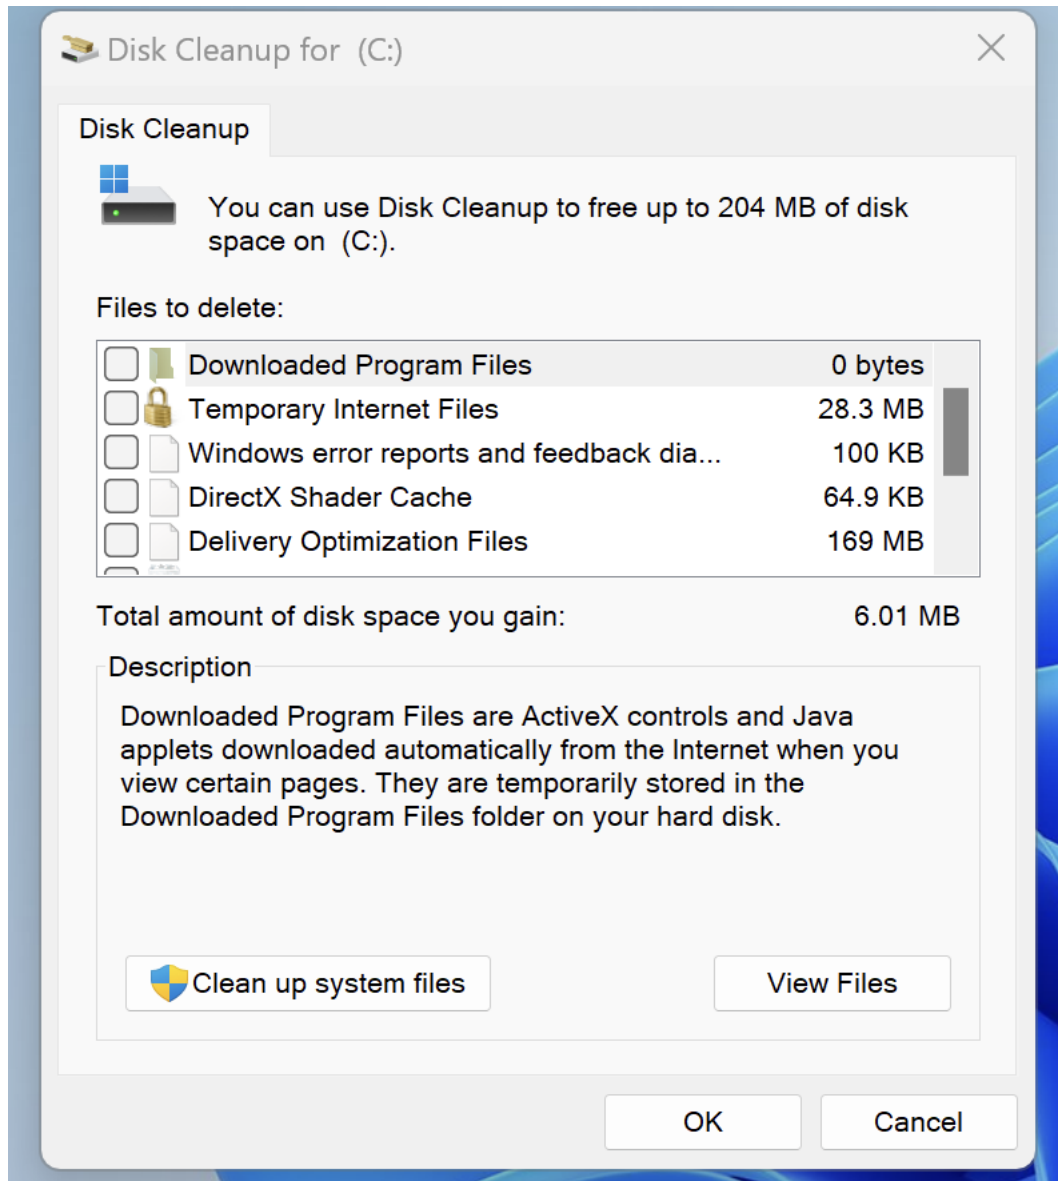 Disk Cleanup for  (C:)
Disk Cleanup
You can use Disk Cleanup to free up to 204 MB of disk
space on  (C:).
Files to delete:
Downloaded Program Files 0 bytes
Temporary Internet Files 28.3 MB
Windows error reports and feedback dia... 100 KB
DirectX Shader Cache 64.9 KB
Delivery Optimization Files 169 MB
Total amount of disk space you gain: 6.01 MB
Description
Downloaded Program Files are ActiveX controls and Java
applets downloaded automatically from the Internet when you
view certain pages. They are temporarily stored in the
Downloaded Program Files folder on your hard disk.
Clean up system files View Files
OK Cancel